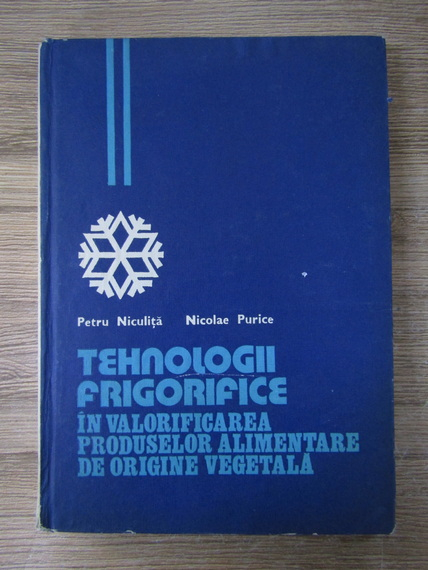 Petru Niculiță Nicolae Purice
TEHNOLOGII
FRIGORIFICE
ÎN VALORIFICAREA
PRODUSELOR ALIMENTARE
DE ORIGINE VEGETALĂ